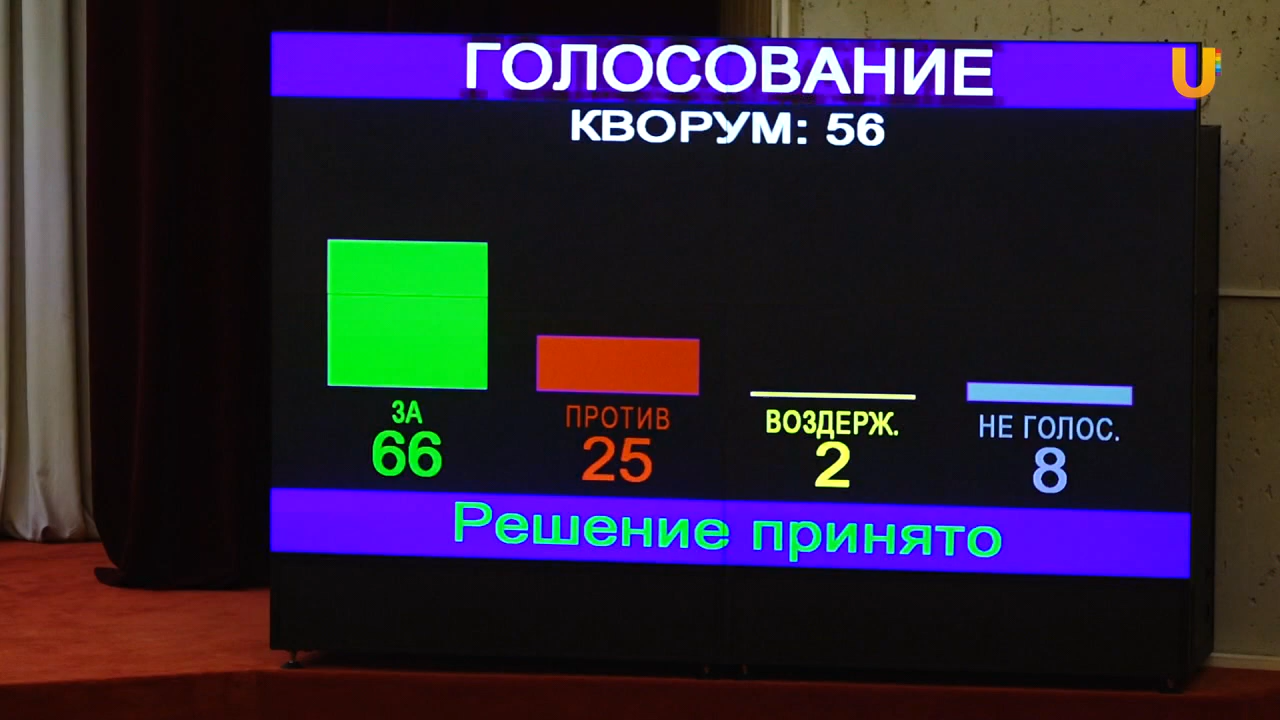 ГОЛОСОВАНИЕ
КВОРУМ: 56
ЗА ПРОТИВ ВОЗДЕРЖ. НЕ ГОЛОС.
66 25 2 8
Решение принято
U